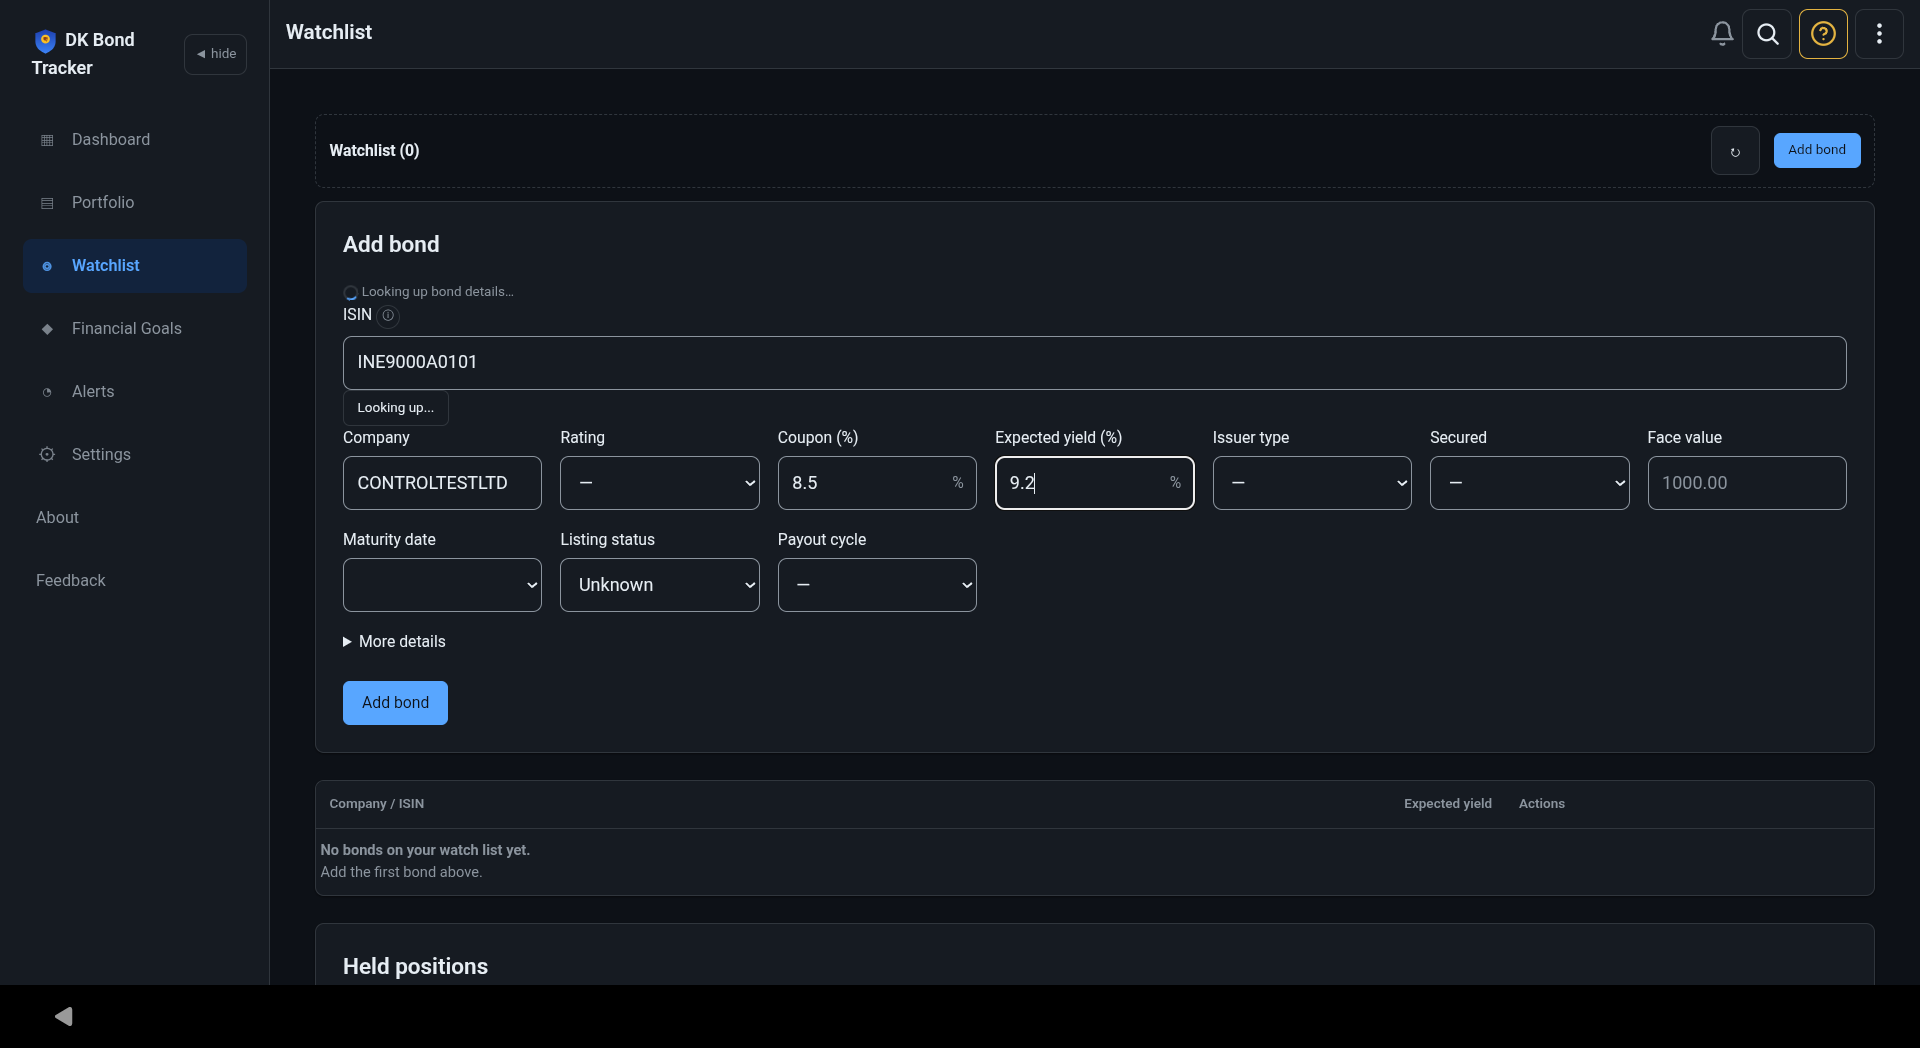 DK Bond
Tracker
◄ hide
Dashboard
Portfolio
Watchlist
Financial Goals
Alerts
Settings
About
Feedback
Watchlist
Watchlist (0)
Add bond
Add bond
Looking up bond details…
ISIN
INE9000A0101
Looking up...
Company
Rating
Coupon (%)
Expected yield (%)
Issuer type
Secured
Face value
CONTROLTESTLTD
—
8.5 %
9.2 %
—
—
1000.00
Maturity date
Listing status
Payout cycle
Unknown
—
More details
Add bond
Company / ISIN
Expected yield
Actions
No bonds on your watch list yet.
Add the first bond above.
Held positions